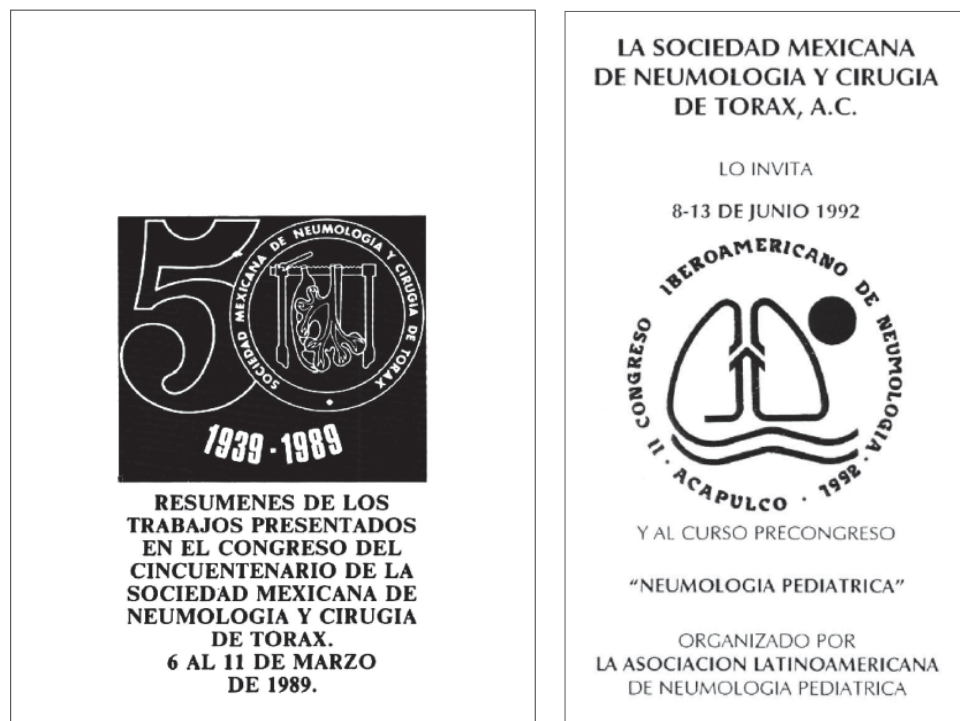 50
SOCIEDAD MEXICANA DE NEUMOLOGIA Y CIRUGIA DE TORAX
1939 - 1989
RESUMENES DE LOS
TRABAJOS PRESENTADOS
EN EL CONGRESO DEL
CINCUENTENARIO DE LA
SOCIEDAD MEXICANA DE
NEUMOLOGIA Y CIRUGIA
DE TORAX.
6 AL 11 DE MARZO
DE 1989.
LA SOCIEDAD MEXICANA
DE NEUMOLOGIA Y CIRUGIA
DE TORAX, A.C.
LO INVITA
8-13 DE JUNIO 1992
II CONGRESO IBEROAMERICANO DE NEUMOLOGIA ·
· ACAPULCO · 1992 ·
Y AL CURSO PRECONGRESO
“NEUMOLOGIA PEDIATRICA”
ORGANIZADO POR
LA ASOCIACION LATINOAMERICANA
DE NEUMOLOGIA PEDIATRICA